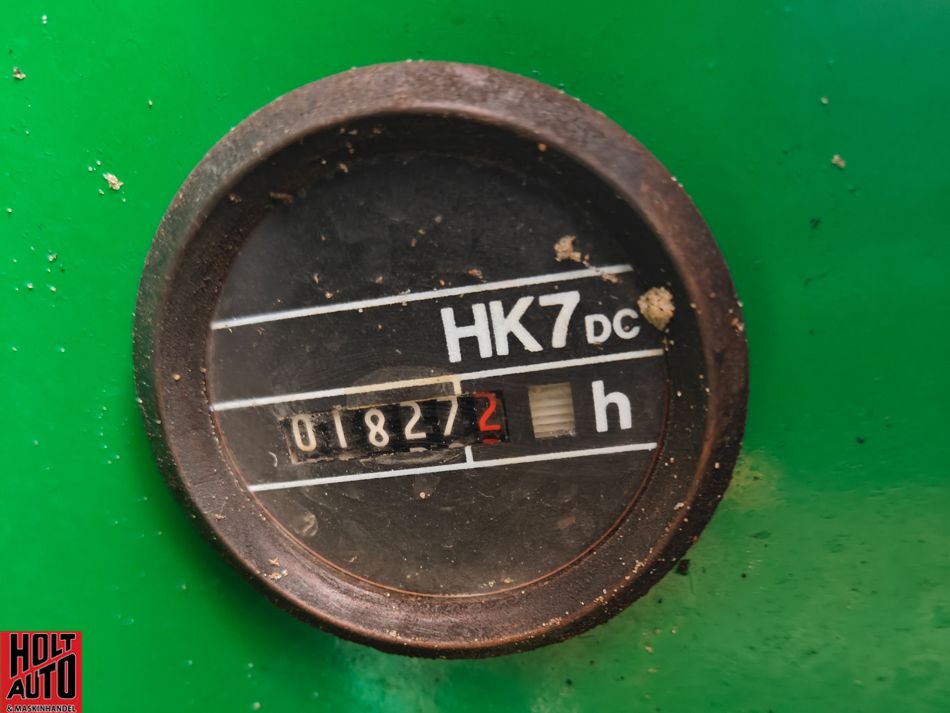 HK7 DC
018272 h
HOLT
AUTO
& MASKINHANDEL